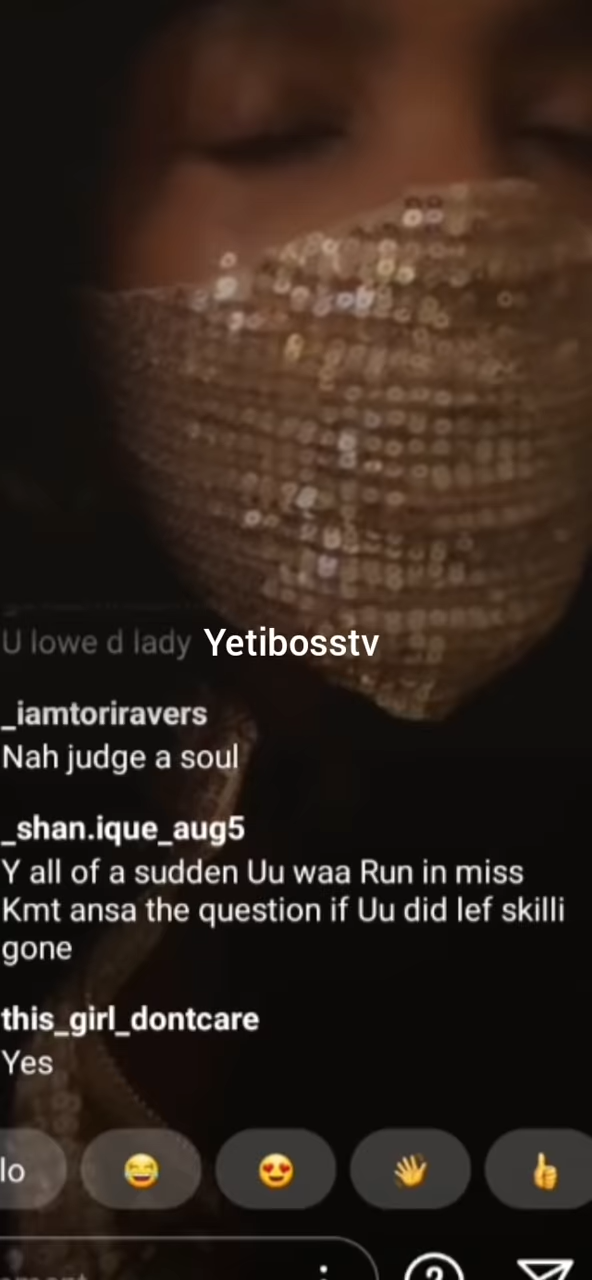 U lowe d lady
Yetibosstv
_iamtoriravers
Nah judge a soul
_shan.ique_aug5
Y all of a sudden Uu waa Run in miss
Kmt ansa the question if Uu did lef skilli
gone
this_girl_dontcare
Yes
lo